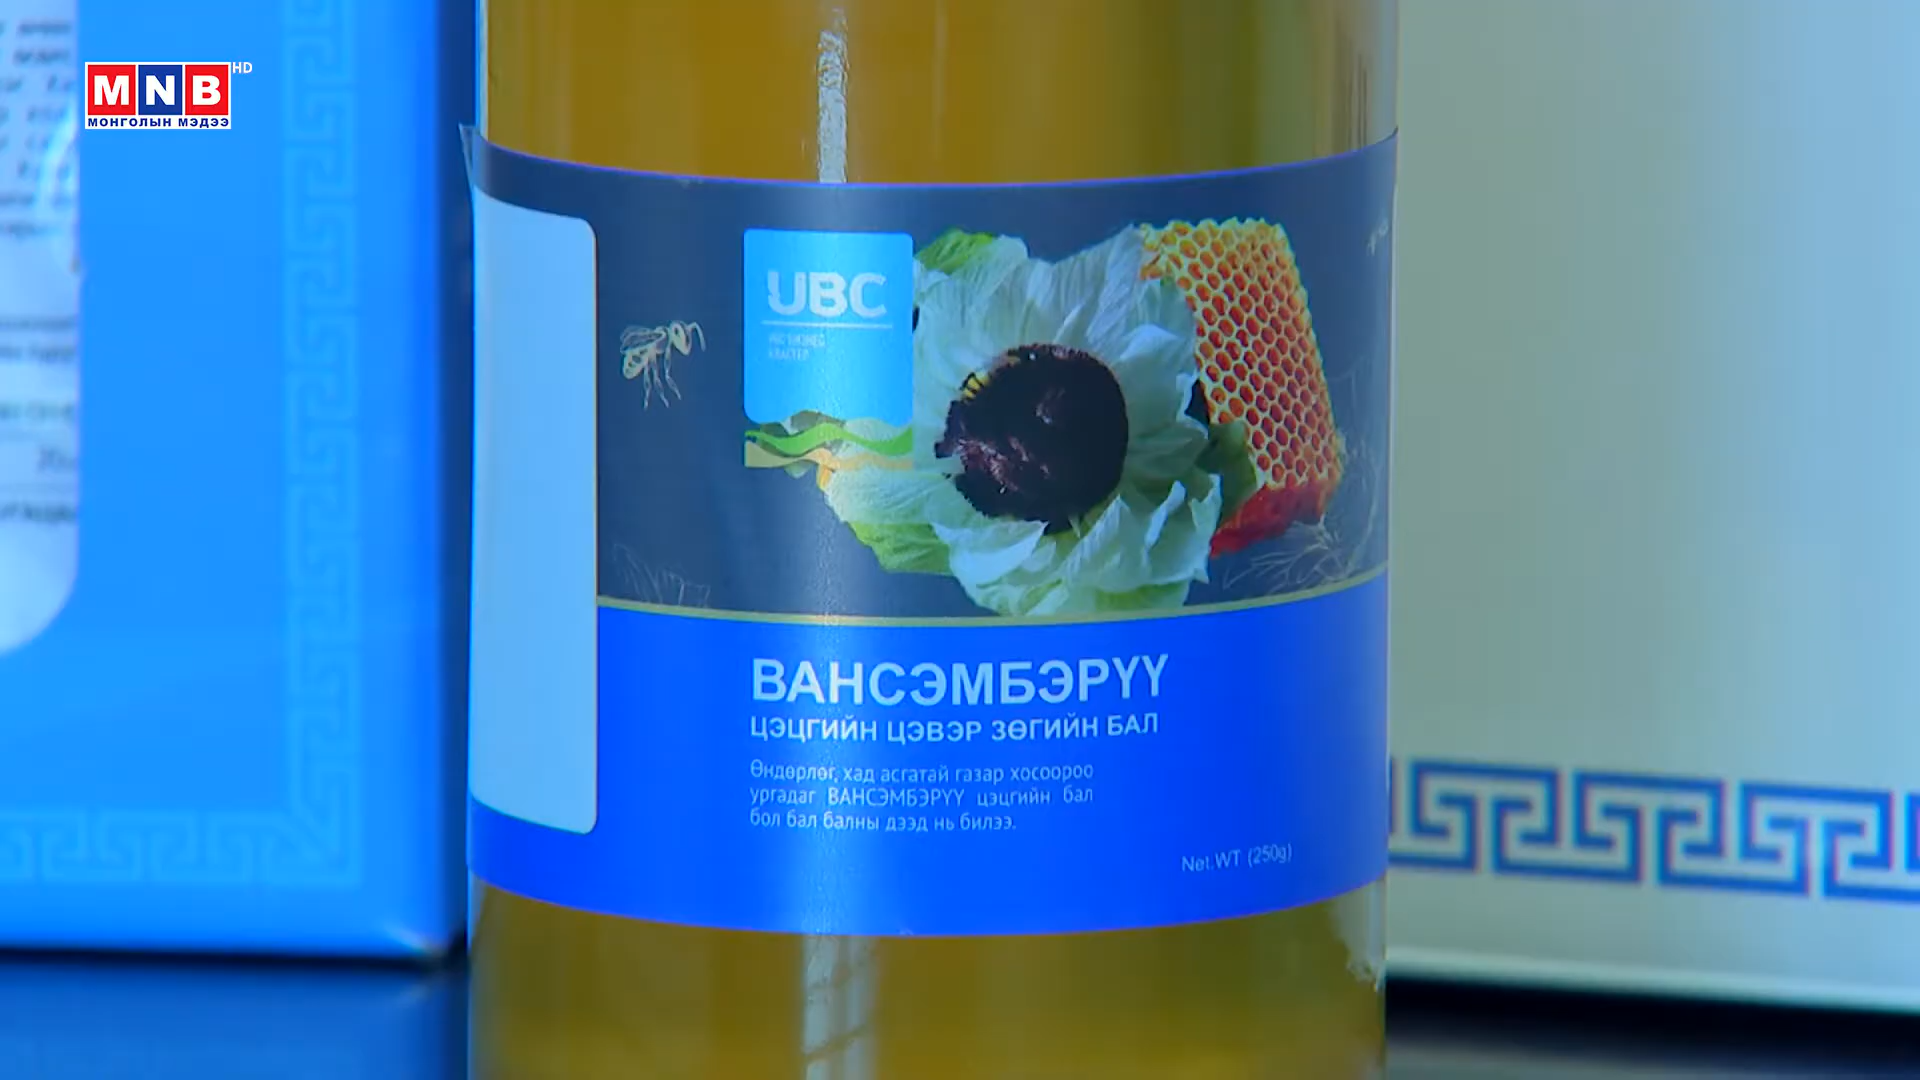 MNB HD
МОНГОЛЫН МЭДЭЭ
UBC
ВАНСЭМБЭРҮҮ
ЦЭЦГИЙН ЦЭВЭР ЗӨГИЙН БАЛ
Өндөрлөг, хад асгатай газар хосоороо
ургадаг ВАНСЭМБЭРҮҮ цэцгийн бал
бол бал балны дээд нь билээ.
Net.WT (250g)